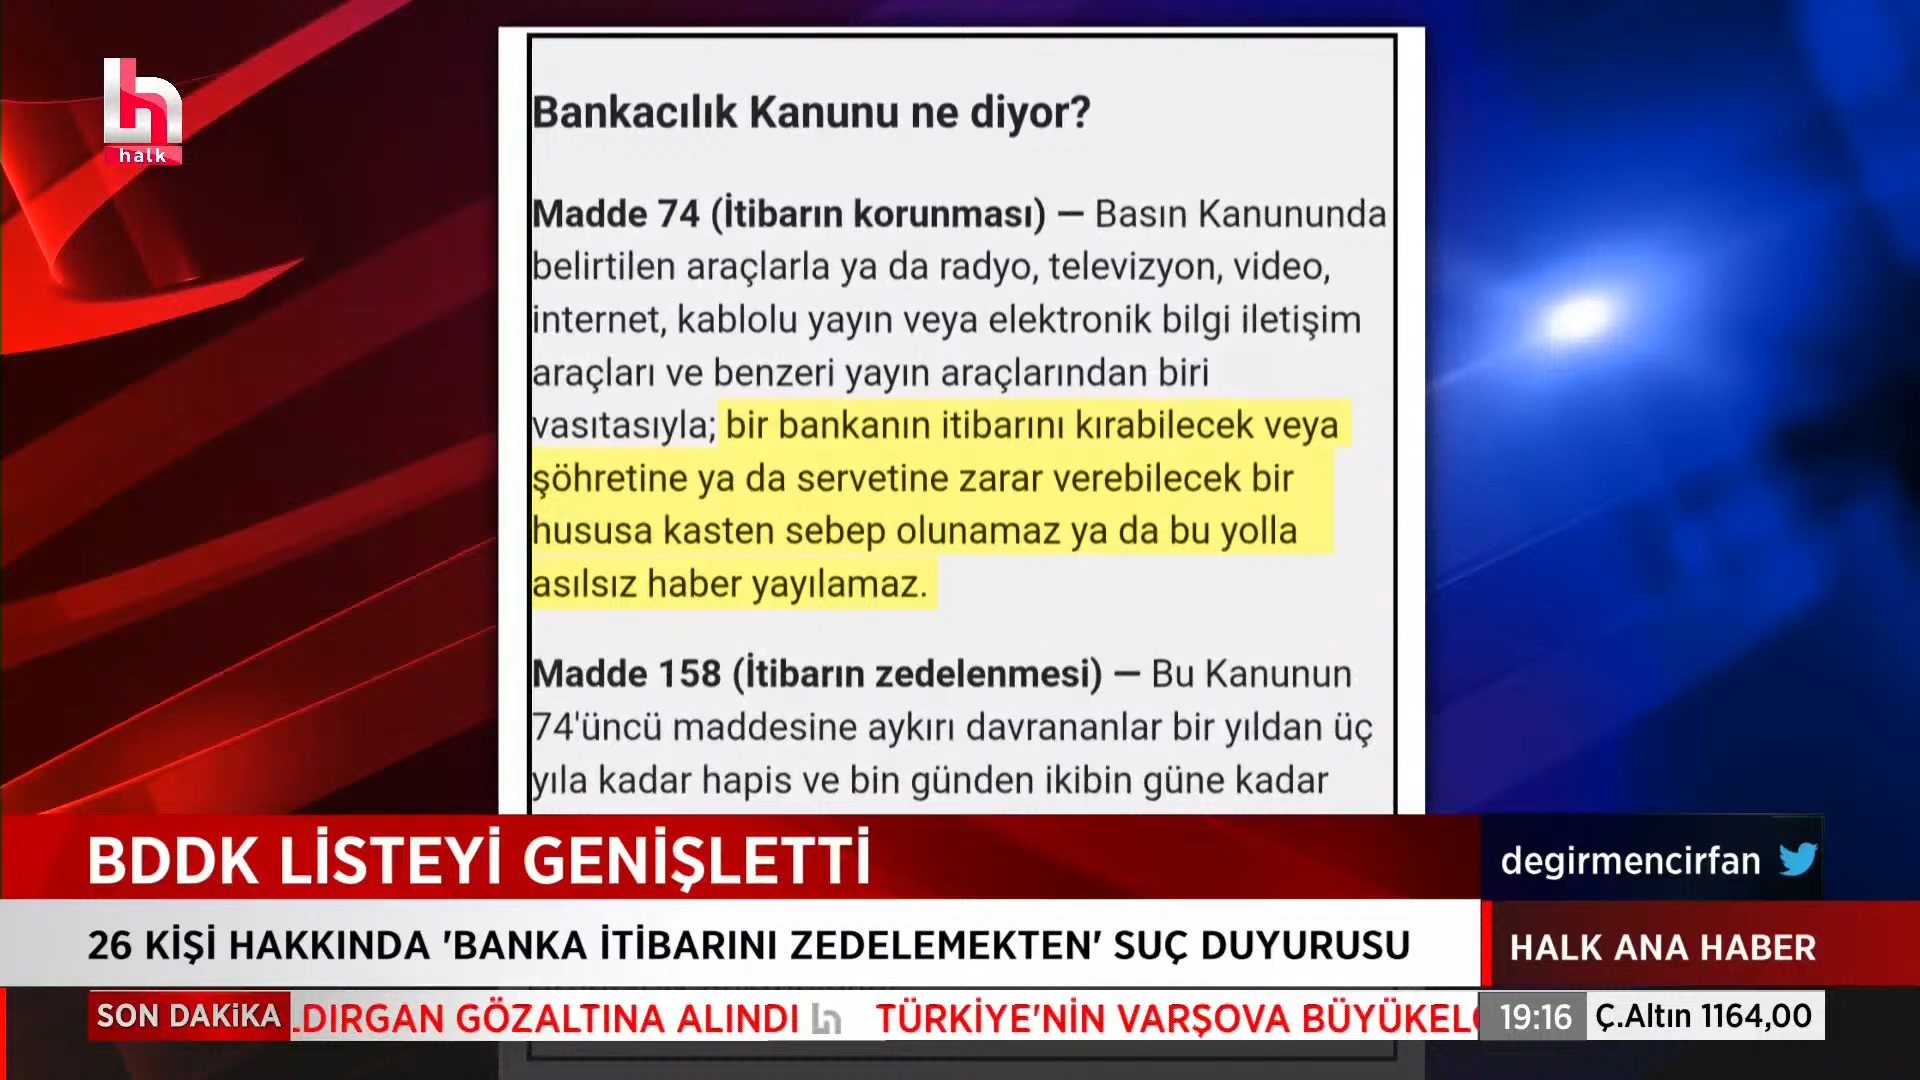 halk
Bankacılık Kanunu ne diyor?
Madde 74 (İtibarın korunması) — Basın Kanununda
belirtilen araçlarla ya da radyo, televizyon, video,
internet, kablolu yayın veya elektronik bilgi iletişim
araçları ve benzeri yayın araçlarından biri
vasıtasıyla; bir bankanın itibarını kırabilecek veya
şöhretine ya da servetine zarar verebilecek bir
hususa kasten sebep olunamaz ya da bu yolla
asılsız haber yayılamaz.
Madde 158 (İtibarın zedelenmesi) — Bu Kanunun
74'üncü maddesine aykırı davrananlar bir yıldan üç
yıla kadar hapis ve bin günden ikibin güne kadar
BDDK LİSTEYİ GENİŞLETTİ
degirmencirfan
26 KİŞİ HAKKINDA 'BANKA İTİBARINI ZEDELEMEKTEN' SUÇ DUYURUSU
HALK ANA HABER
SON DAKİKA
GÖZALTINA ALINDI TÜRKİYE'NİN VARŞOVA
19:16
Ç.Altın 1164,00